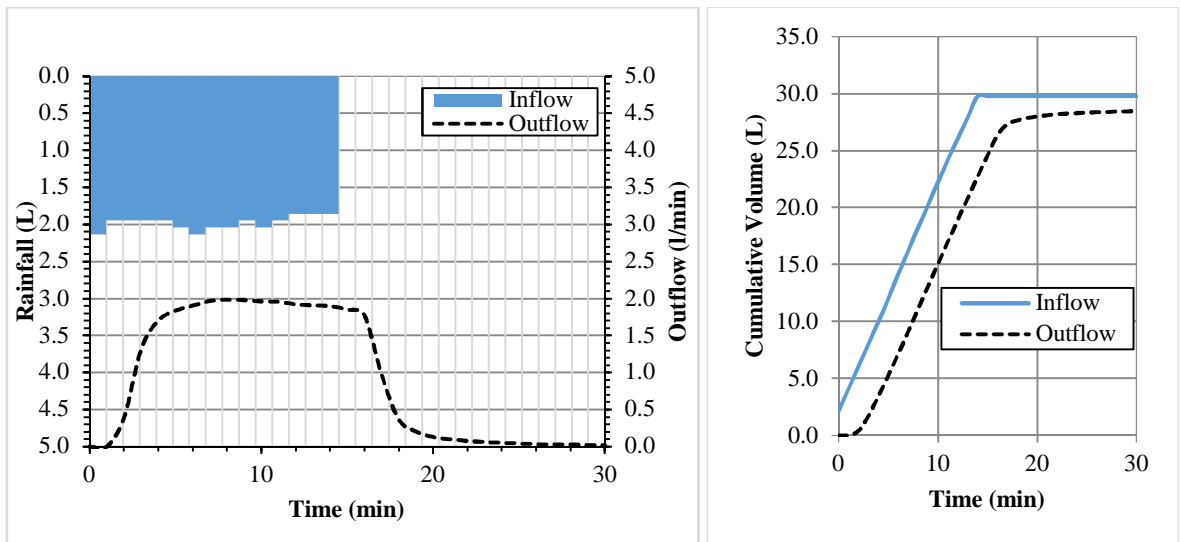 0.0
0.5
1.0
1.5
2.0
2.5
3.0
3.5
4.0
4.5
5.0
Rainfall (L)
5.0
4.5
4.0
3.5
3.0
2.5
2.0
1.5
1.0
0.5
0.0
Outflow (l/min)
Inflow
Outflow
0 10 20 30
Time (min)
35.0
30.0
25.0
20.0
15.0
10.0
5.0
0.0
Cumulative Volume (L)
Inflow
Outflow
0 10 20 30
Time (min)